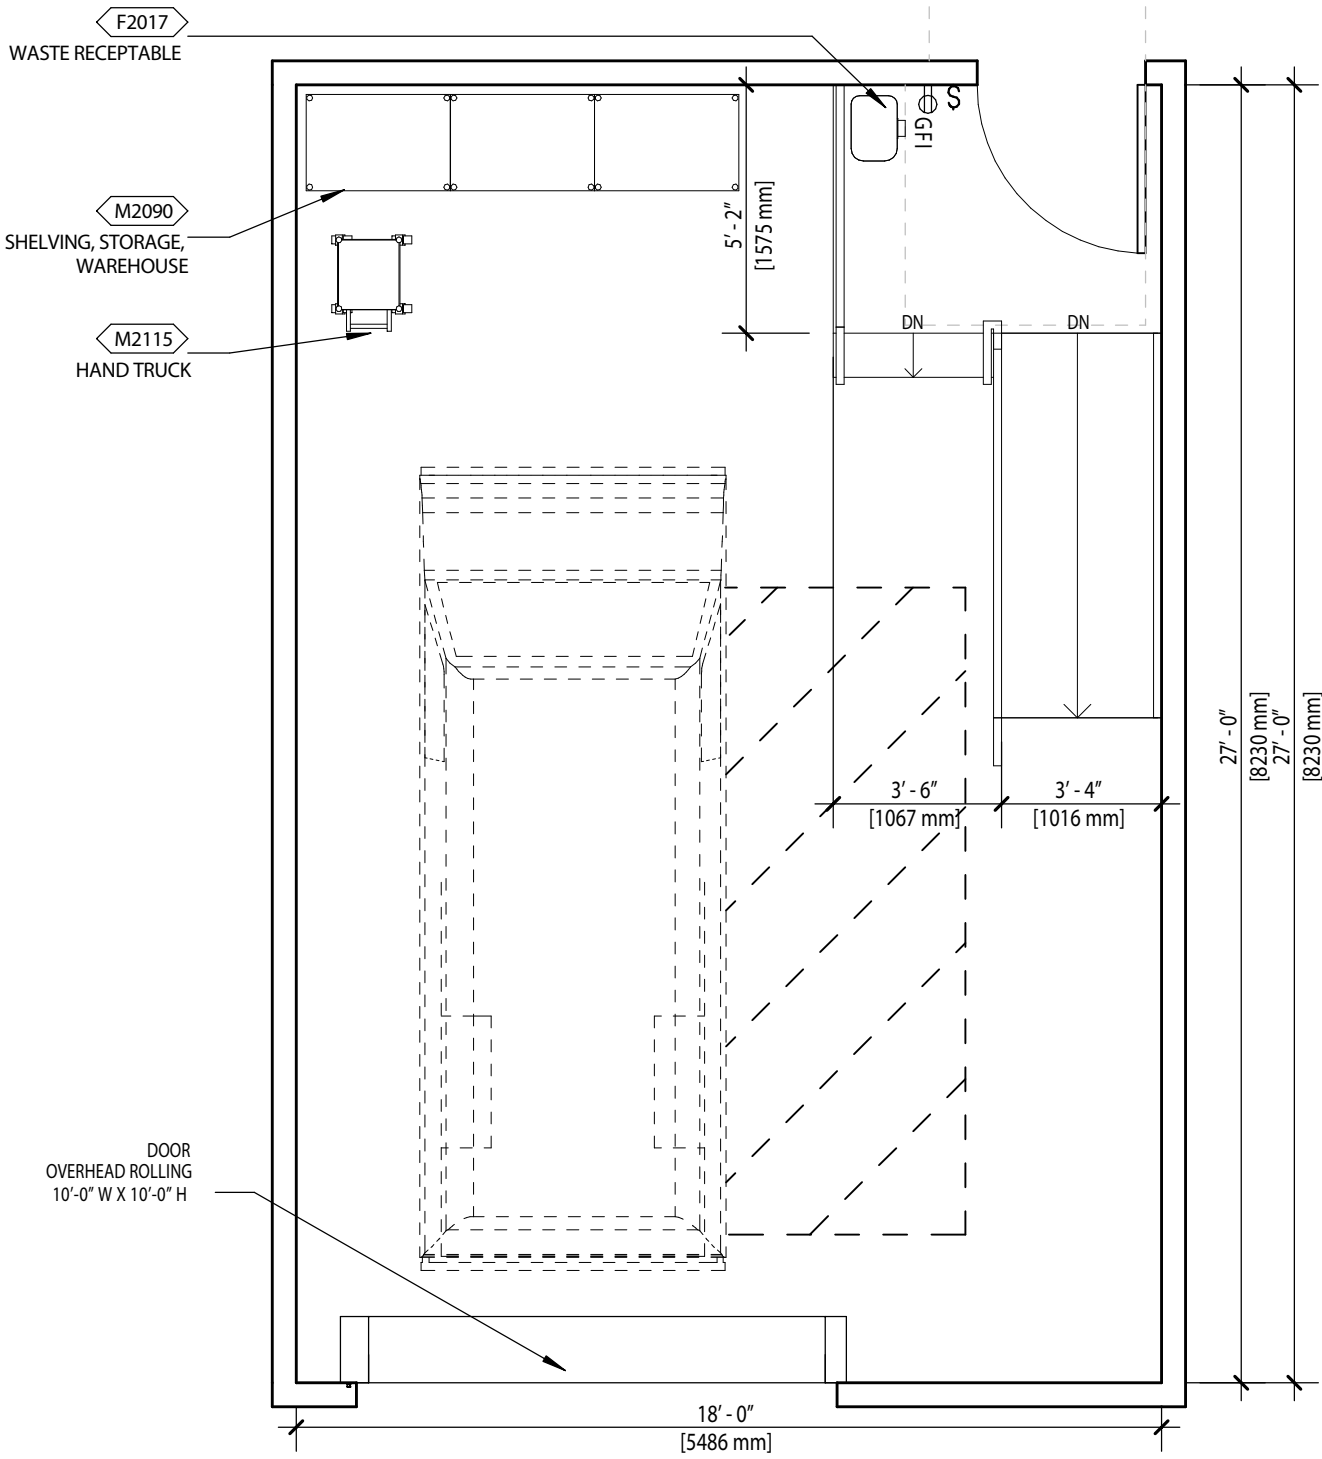 F2017
WASTE RECEPTABLE
S
GFI
M2090
SHELVING, STORAGE,
WAREHOUSE
5' - 2"
[1575 mm]
M2115
HAND TRUCK
DN
DN
27' - 0"
[8230 mm]
27' - 0"
[8230 mm]
3' - 6"
[1067 mm]
3' - 4"
[1016 mm]
DOOR
OVERHEAD ROLLING
10'-0" W X 10'-0" H
18' - 0"
[5486 mm]